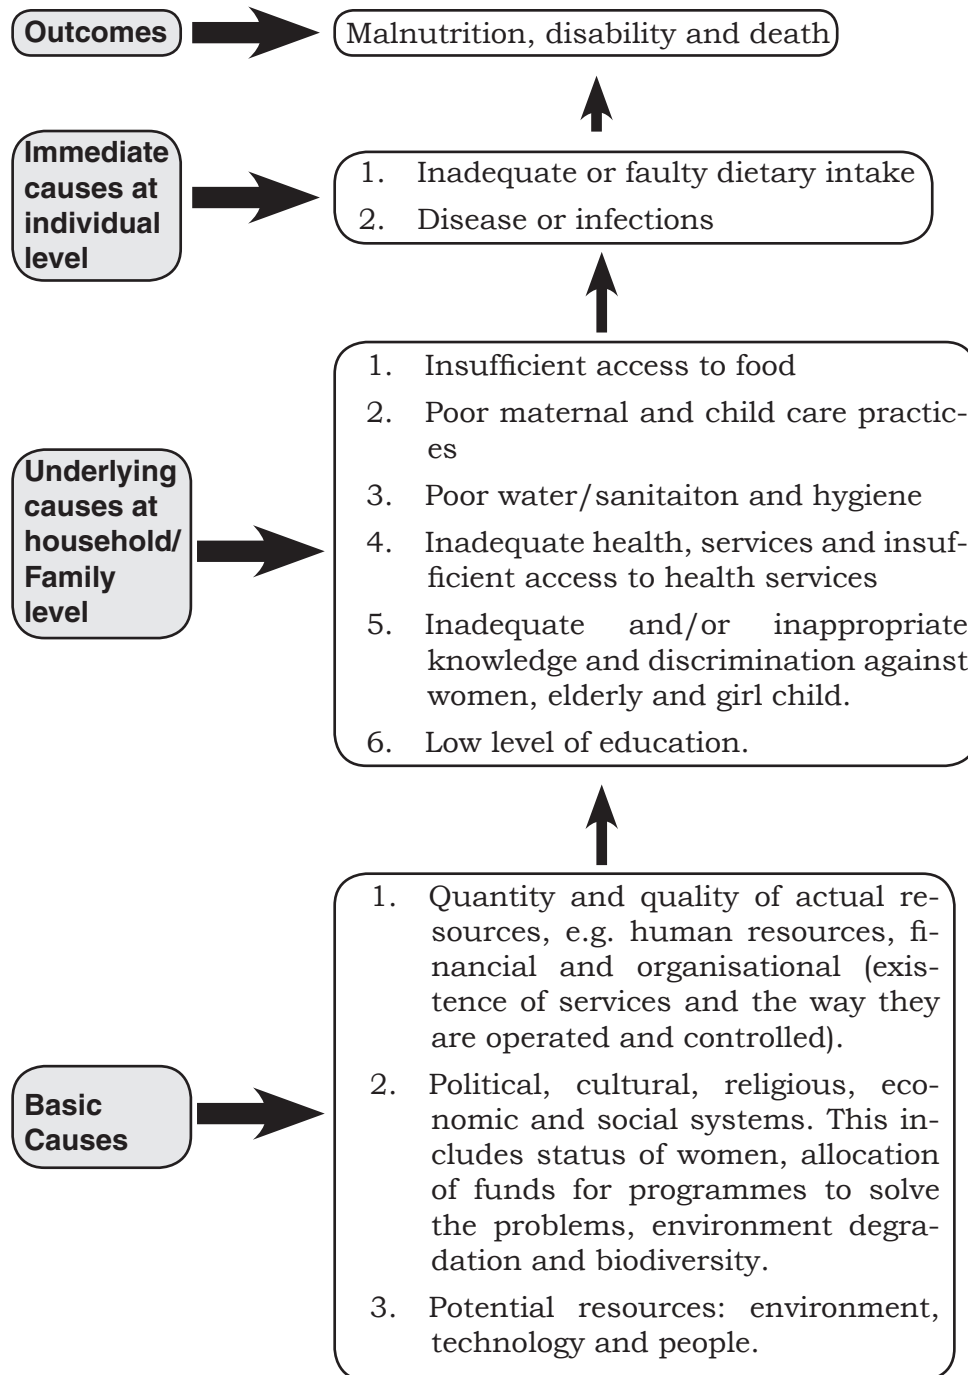 Outcomes
Malnutrition, disability and death
Immediate
causes at
individual
level
1. Inadequate or faulty dietary intake
2. Disease or infections
Underlying
causes at
household/
Family
level
1. Insufficient access to food
2. Poor maternal and child care practic-
es
3. Poor water/sanitaiton and hygiene
4. Inadequate health, services and insuf-
ficient access to health services
5. Inadequate and/or inappropriate
knowledge and discrimination against
women, elderly and girl child.
6. Low level of education.
Basic
Causes
1. Quantity and quality of actual re-
sources, e.g. human resources, fi-
nancial and organisational (exis-
tence of services and the way they
are operated and controlled).
2. Political, cultural, religious, eco-
nomic and social systems. This in-
cludes status of women, allocation
of funds for programmes to solve
the problems, environment degra-
dation and biodiversity.
3. Potential resources: environment,
technology and people.